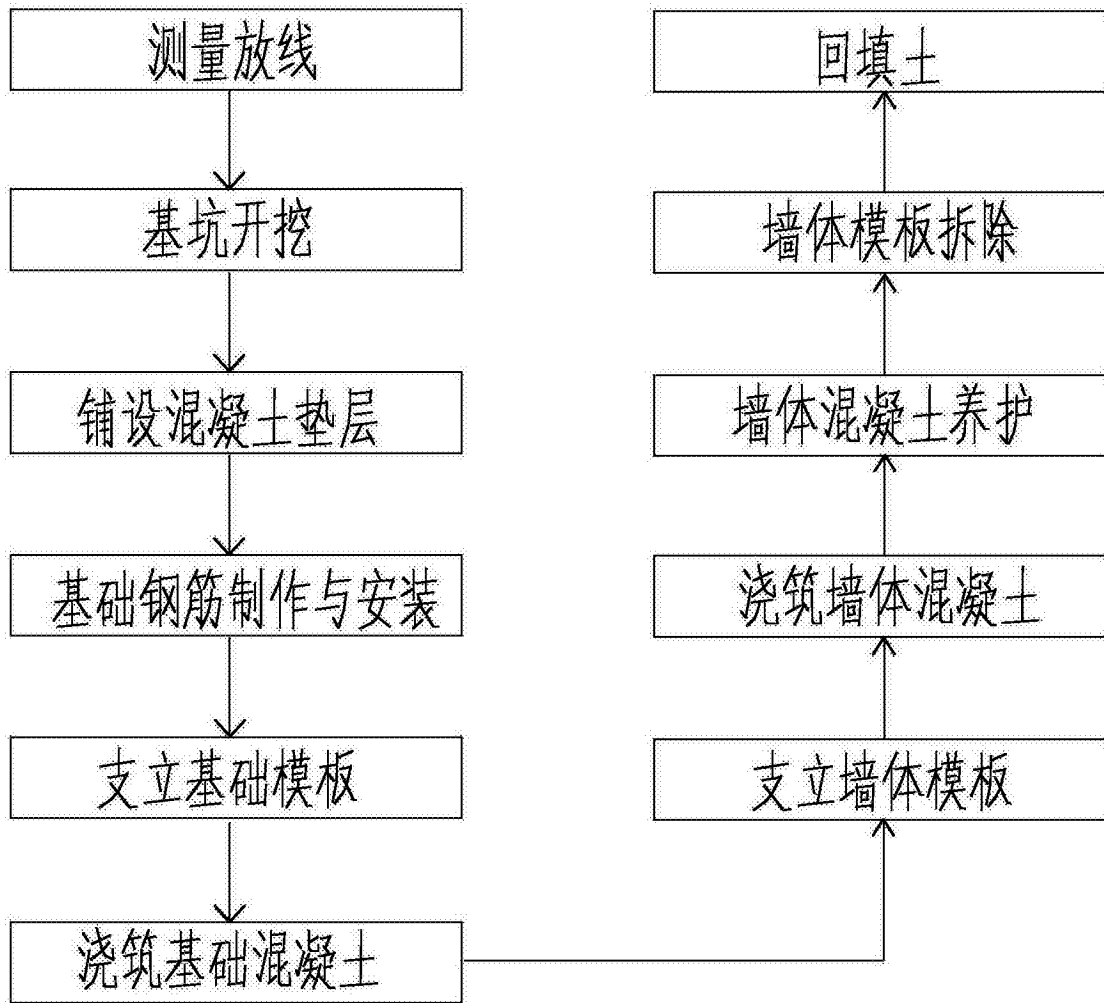 测量放线
基坑开挖
铺设混凝土垫层
基础钢筋制作与安装
支立基础模板
浇筑基础混凝土
支立墙体模板
浇筑墙体混凝土
墙体混凝土养护
墙体模板拆除
回填土